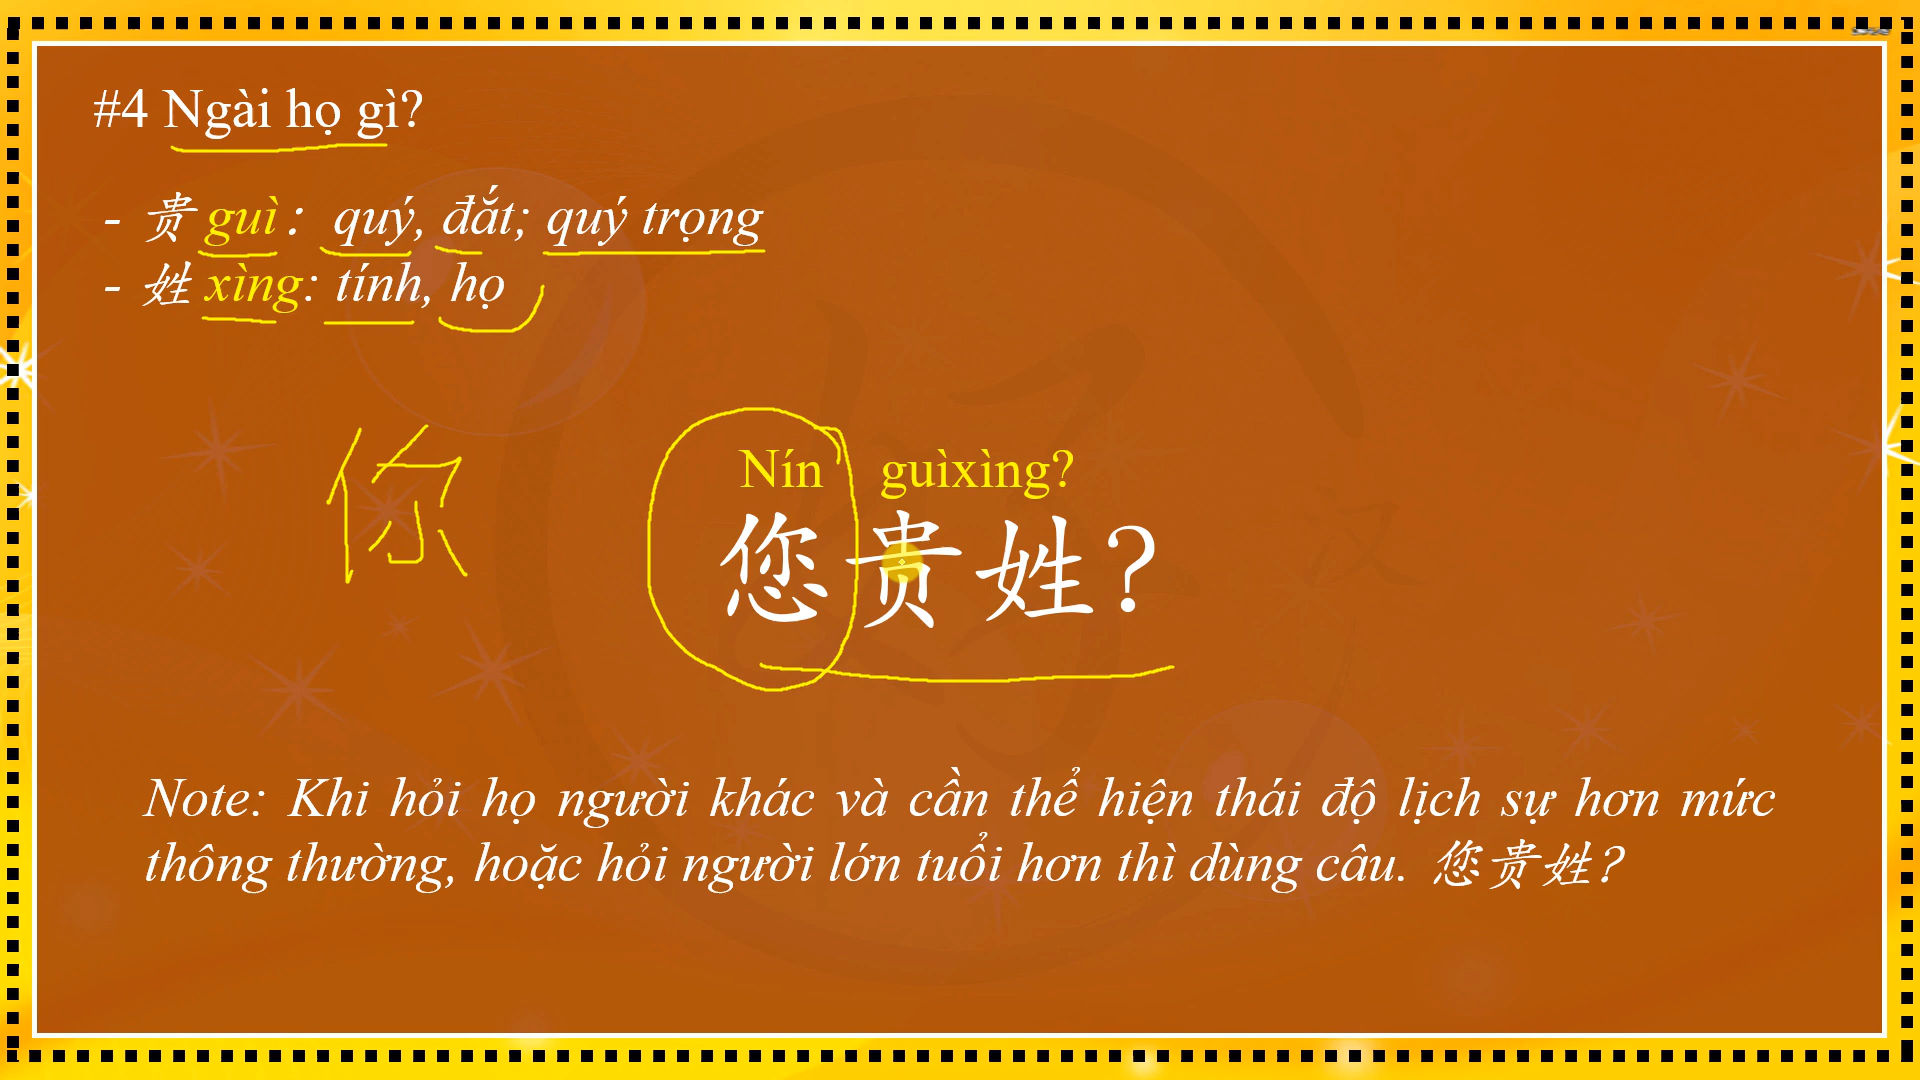 #4 Ngài họ gì?
- 贵 guì: quý, đắt; quý trọng
- 姓 xìng: tính, họ
你
Nín guìxìng?
您贵姓?
汉
Note: Khi hỏi họ người khác và cần thể hiện thái độ lịch sự hơn mức
thông thường, hoặc hỏi người lớn tuổi hơn thì dùng câu. 您贵姓?